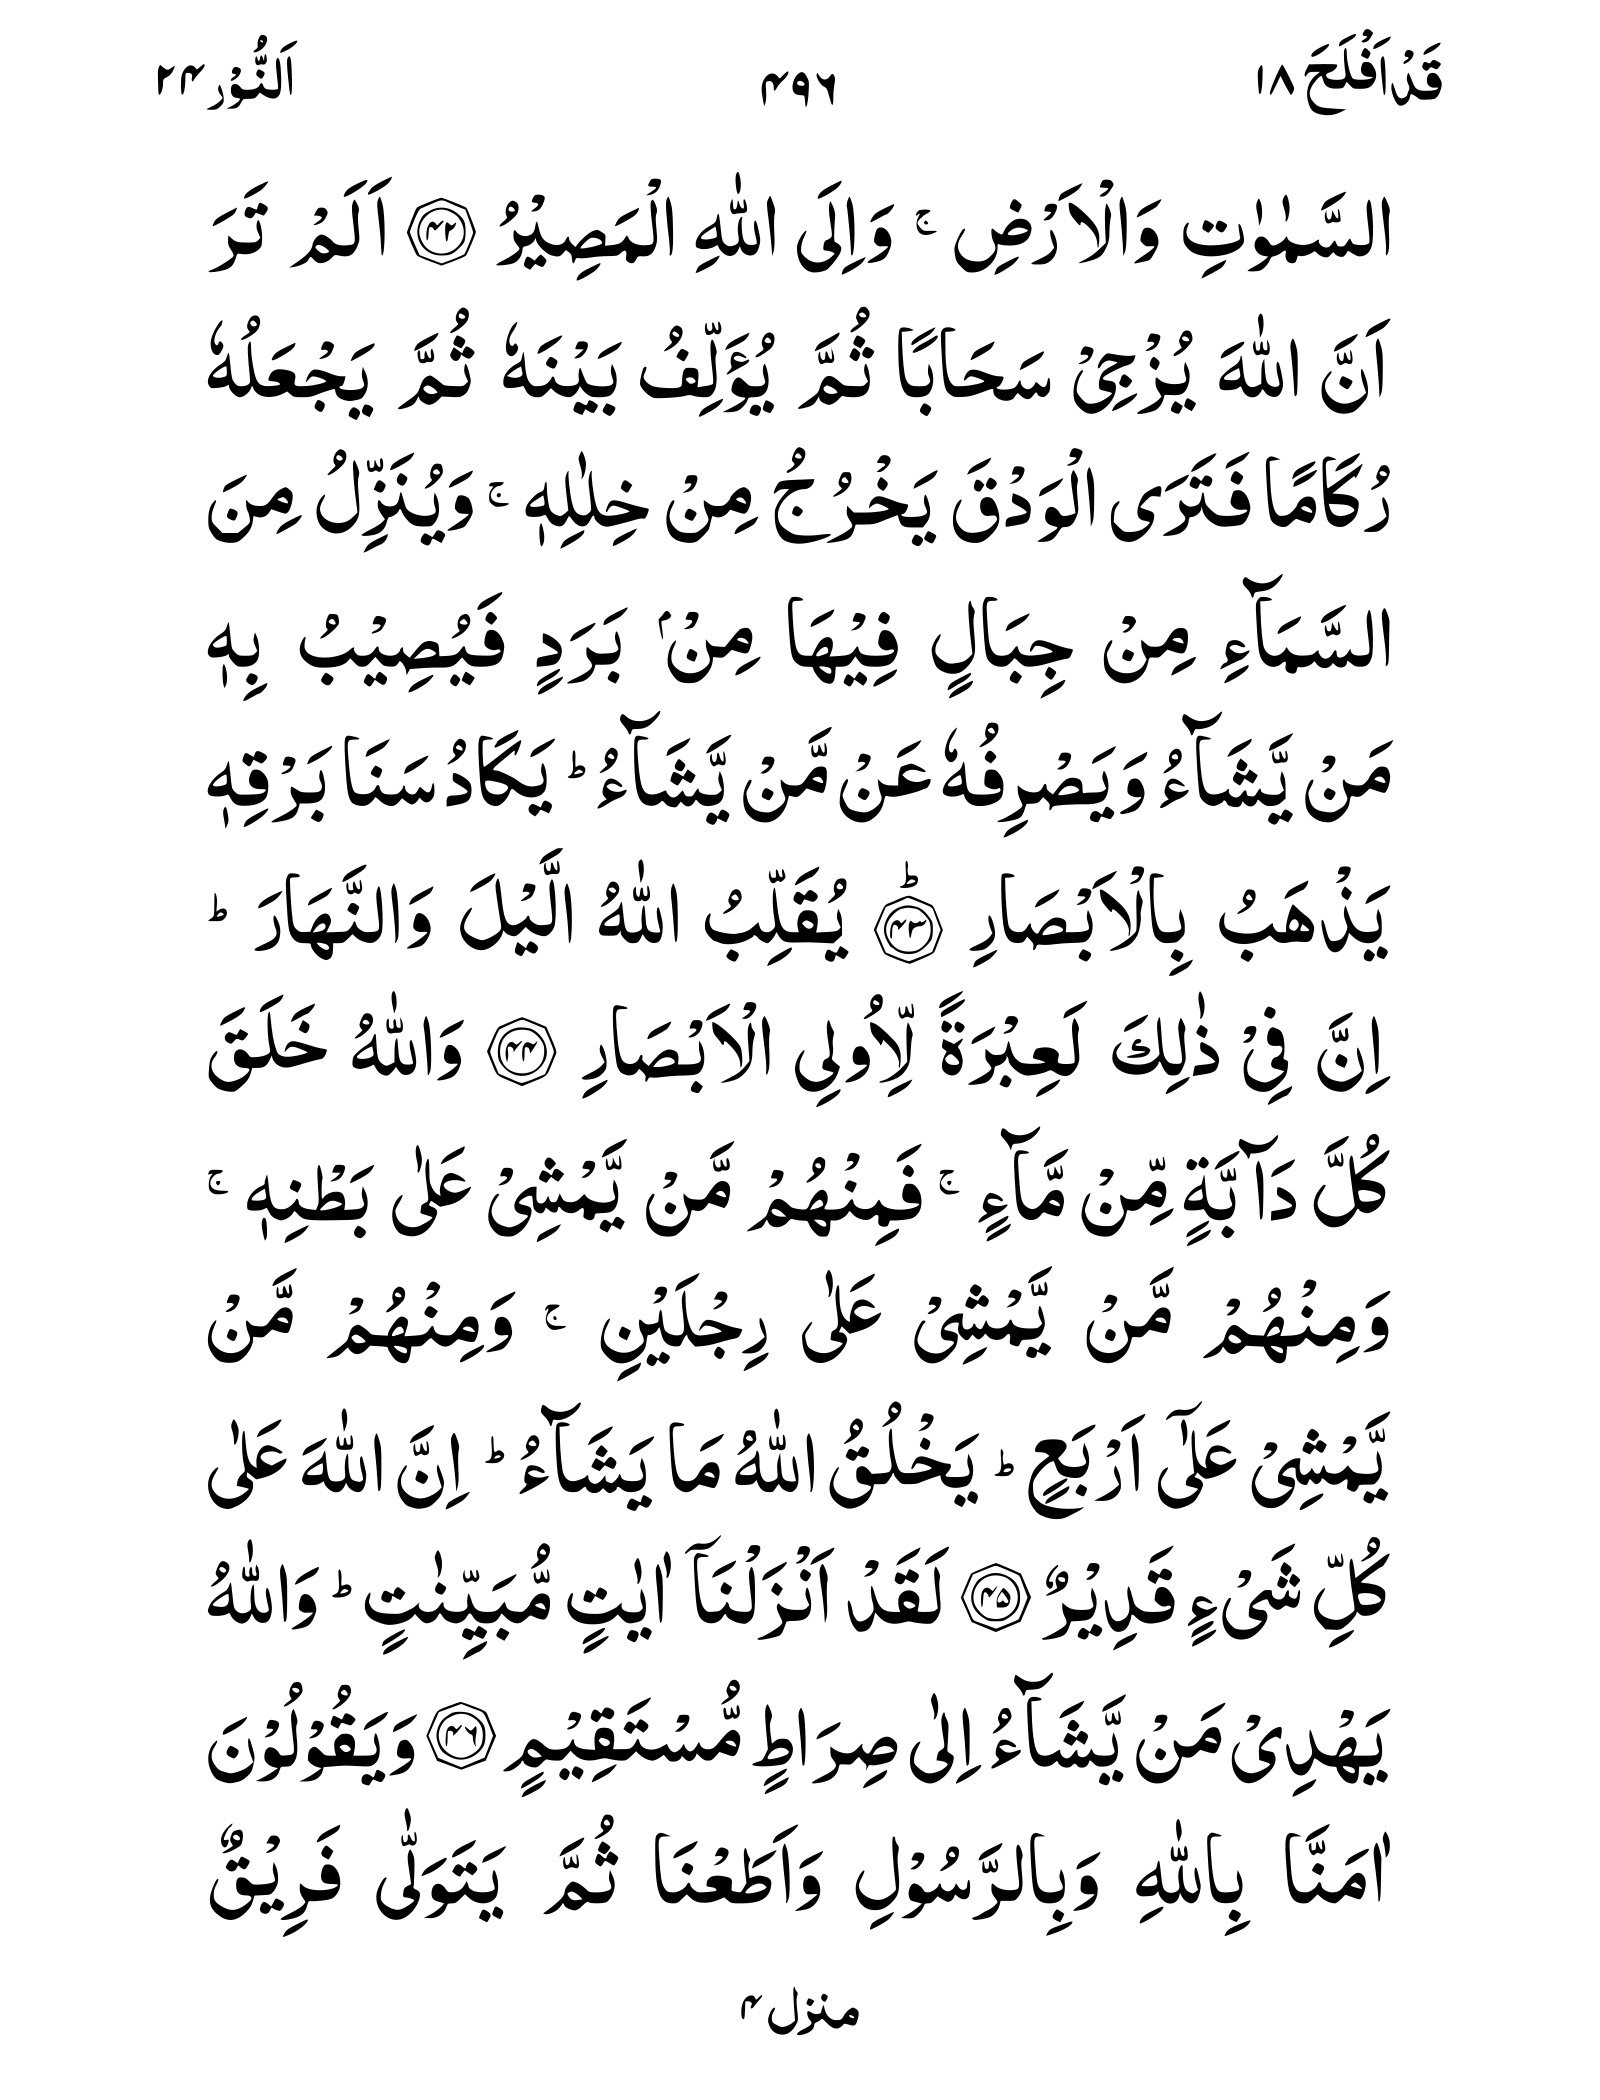 قَدْ اَفْلَحَ ۱۸ ۴۹۶ اَلنُّوْر ۲۴
السَّمٰوٰتِ وَالْاَرْضِ ۚ وَاِلَى اللّٰهِ الْمَصِيْرُ ﴿۴۲﴾ اَلَمْ تَرَ
اَنَّ اللّٰهَ يُزْجِيْ سَحَابًا ثُمَّ يُؤَلِّفُ بَيْنَهٗ ثُمَّ يَجْعَلُهٗ
رُكَامًا فَتَرَى الْوَدْقَ يَخْرُجُ مِنْ خِلٰلِهٖ ۚ وَيُنَزِّلُ مِنَ
السَّمَآءِ مِنْ جِبَالٍ فِيْهَا مِنْۢ بَرَدٍ فَيُصِيْبُ بِهٖ
مَنْ يَّشَآءُ وَيَصْرِفُهٗ عَنْ مَّنْ يَّشَآءُ ؕ يَكَادُ سَنَا بَرْقِهٖ
يَذْهَبُ بِالْاَبْصَارِ ﴿۴۳﴾ؕ يُقَلِّبُ اللّٰهُ الَّيْلَ وَالنَّهَارَ ؕ
اِنَّ فِيْ ذٰلِكَ لَعِبْرَةً لِّاُولِى الْاَبْصَارِ ﴿۴۴﴾ وَاللّٰهُ خَلَقَ
كُلَّ دَآبَّةٍ مِّنْ مَّآءٍ ۚ فَمِنْهُمْ مَّنْ يَّمْشِيْ عَلٰى بَطْنِهٖ ۚ
وَمِنْهُمْ مَّنْ يَّمْشِيْ عَلٰى رِجْلَيْنِ ۚ وَمِنْهُمْ مَّنْ
يَّمْشِيْ عَلٰٓى اَرْبَعٍ ؕ يَخْلُقُ اللّٰهُ مَا يَشَآءُ ؕ اِنَّ اللّٰهَ عَلٰى
كُلِّ شَيْءٍ قَدِيْرٌ ﴿۴۵﴾ لَقَدْ اَنْزَلْنَآ اٰيٰتٍ مُّبَيِّنٰتٍ ؕ وَاللّٰهُ
يَهْدِيْ مَنْ يَّشَآءُ اِلٰى صِرَاطٍ مُّسْتَقِيْمٍ ﴿۴۶﴾ وَيَقُوْلُوْنَ
اٰمَنَّا بِاللّٰهِ وَبِالرَّسُوْلِ وَاَطَعْنَا ثُمَّ يَتَوَلّٰى فَرِيْقٌ
منزل ۴